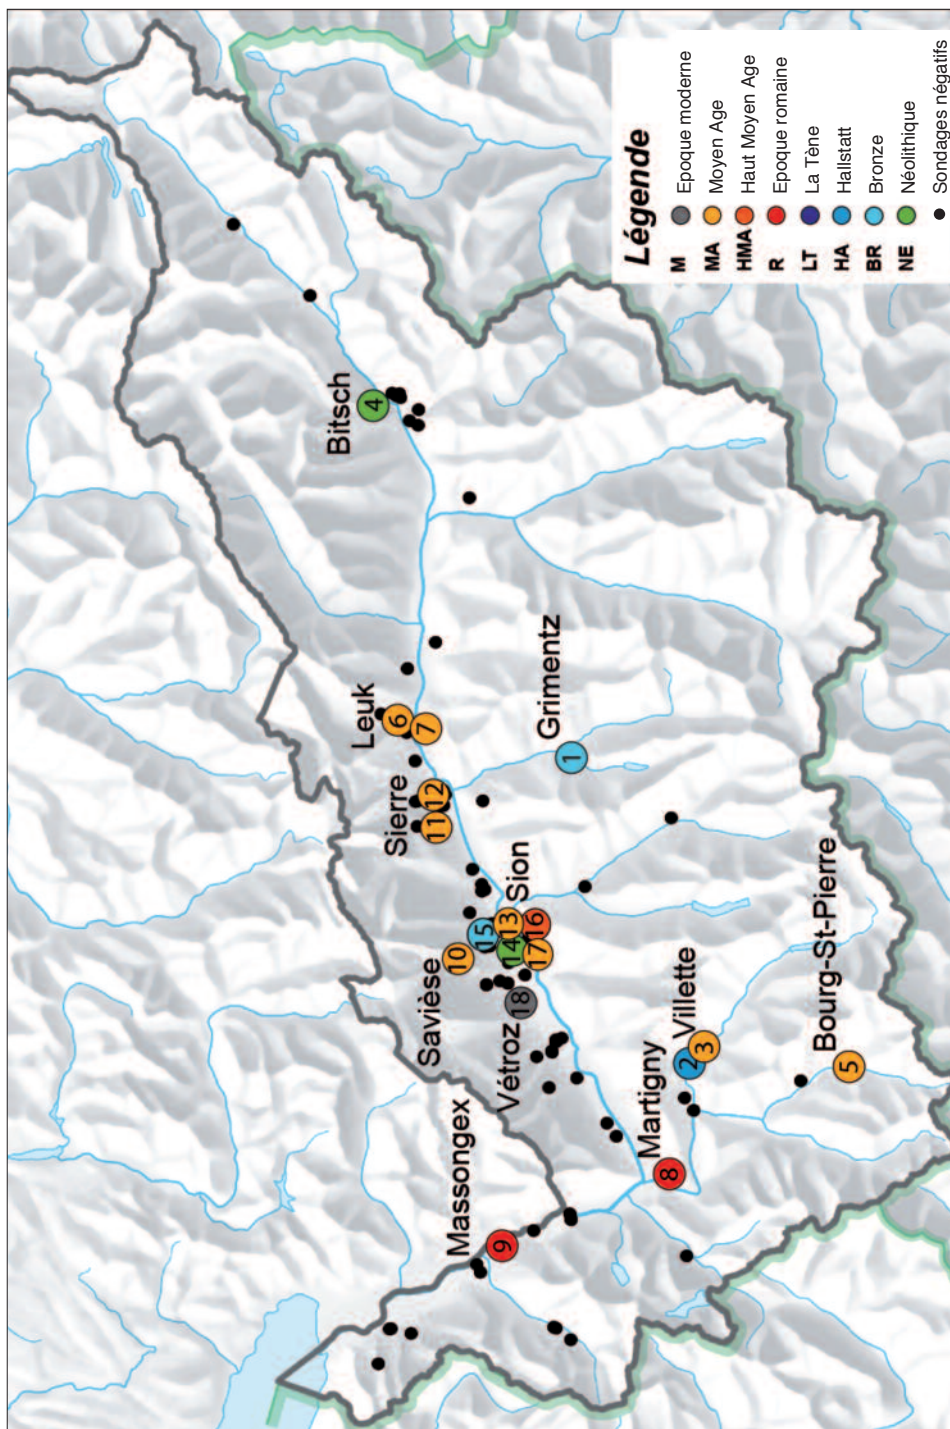 Bitsch
4
Leuk
6
7
Sierre
11
12
Grimentz
1
Sion
15
13
14
16
17
Savièse
10
Vétroz
18
Villette
2
3
Bourg-St-Pierre
5
Martigny
8
Massongex
9
Légende
M Epoque moderne
MA Moyen Age
HMA Haut Moyen Age
R Epoque romaine
LT La Tène
HA Hallstatt
BR Bronze
NE Néolithique
Sondages négatifs